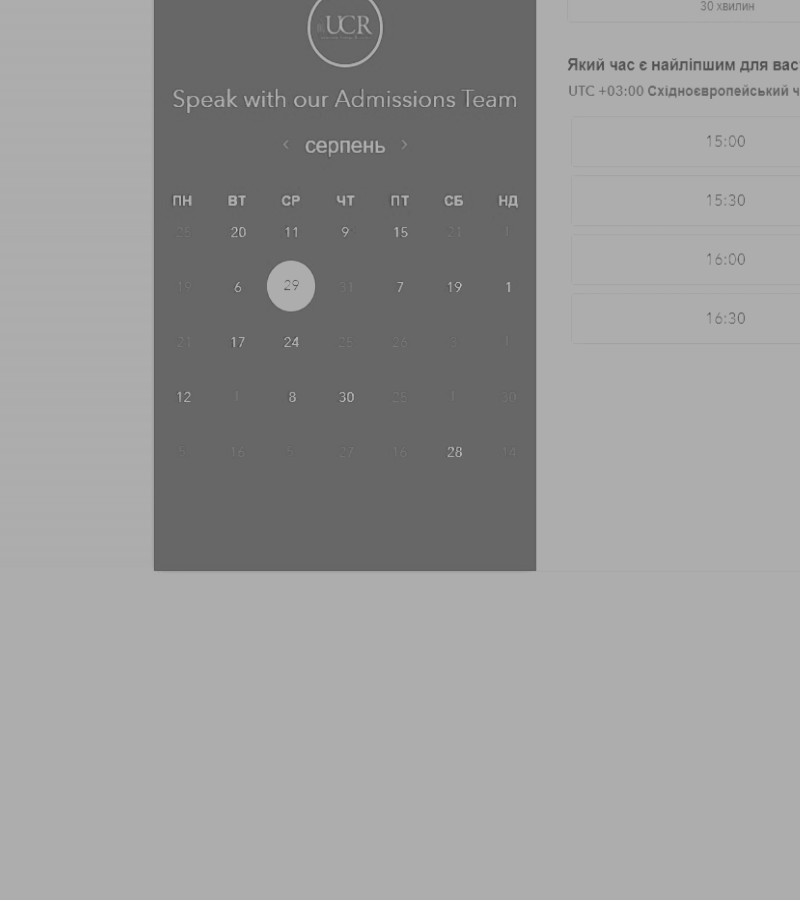 UCR
Speak with our Admissions Team
серпень
ПН ВТ СР ЧТ ПТ СБ НД
25 20 11 9 15 21 1
19 6 29 31 7 19 1
21 17 24 25 26 3 1
12 1 8 30 25 1 30
5 16 5 27 16 28 14
30 хвилин
Який час є найліпшим для вас
UTC +03:00 Східноєвропейський ч
15:00
15:30
16:00
16:30